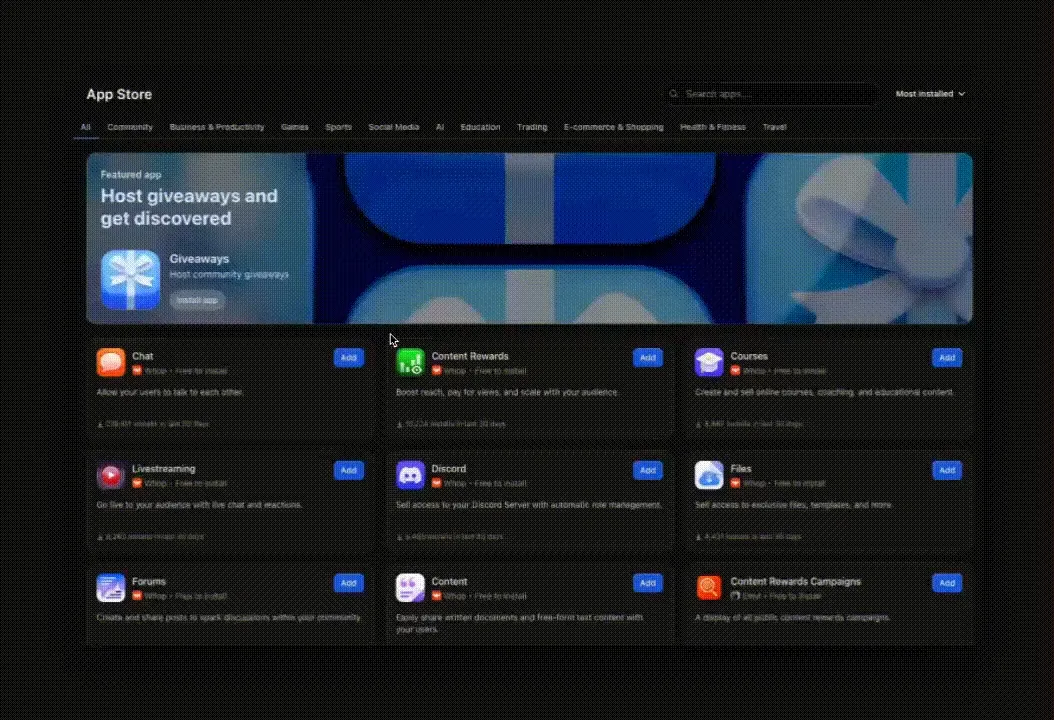 App Store
Search apps...
Most installed
All Community Business & Productivity Games Sports Social Media AI Education Trading E-commerce & Shopping Health & Fitness Travel
Featured app
Host giveaways and
get discovered
Giveaways
Host community giveaways
Install app
Chat
Whop • Free to install
Add
Allow your users to talk to each other.
installs in last 30 days
Content Rewards
Whop • Free to install
Add
Boost reach, pay for views, and scale with your audience.
installs in last 30 days
Courses
Whop • Free to install
Add
Create and sell online courses, coaching, and educational content.
installs in last 30 days
Livestreaming
Whop • Free to install
Add
Go live to your audience with live chat and reactions.
installs in last 30 days
Discord
Whop • Free to install
Add
Sell access to your Discord Server with automatic role management.
installs in last 30 days
Files
Whop • Free to install
Add
Sell access to exclusive files, templates, and more.
installs in last 30 days
Forums
Whop • Free to install
Add
Create and share posts to spark discussions within your community.
Content
Whop • Free to install
Add
Easily share written documents and free-form text content with
your users.
Content Rewards Campaigns
• Free to install
Add
A display of all public content rewards campaigns.